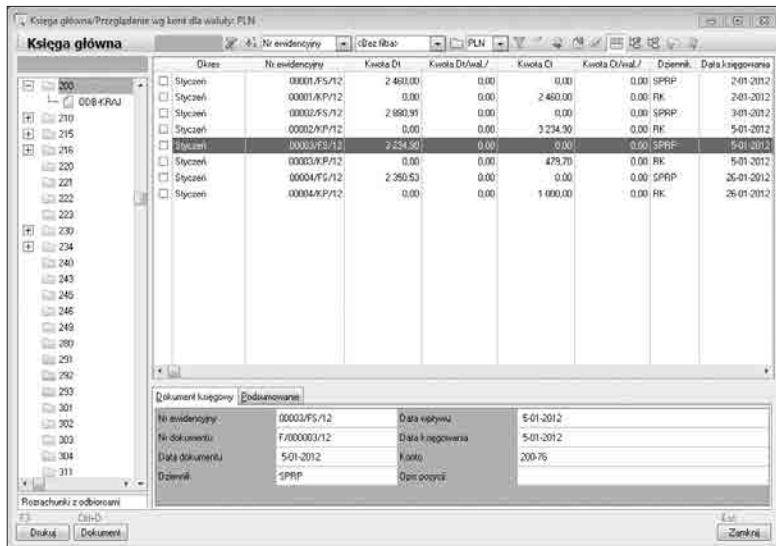 Księga główna/Przeglądanie wg kont dla waluty: PLN
Księga główna
Nr ewidencyjny <Bez filtra> PLN
Okres Nr ewidencyjny Kwota Dt Kwota Dt/wal./ Kwota Ct Kwota Ct/wal./ Dziennik Data księgowania
Styczeń 00001/FS/12 2 460,00 0,00 0,00 0,00 SPRP 2-01-2012
Styczeń 00001/KP/12 0,00 0,00 2 460,00 0,00 RK 2-01-2012
Styczeń 00002/FS/12 2 880,91 0,00 0,00 0,00 SPRP 3-01-2012
Styczeń 00002/KP/12 0,00 0,00 3 234,90 0,00 RK 5-01-2012
Styczeń 00003/FS/12 3 234,90 0,00 0,00 0,00 SPRP 5-01-2012
Styczeń 00003/KP/12 0,00 0,00 479,70 0,00 RK 5-01-2012
Styczeń 00004/FS/12 2 350,53 0,00 0,00 0,00 SPRP 26-01-2012
Styczeń 00004/KP/12 0,00 0,00 1 000,00 0,00 RK 26-01-2012
200
ODB-KRAJ
210
215
216
220
221
222
223
230
234
240
243
245
246
249
280
291
292
293
301
302
303
304
311
Rozrachunki z odbiorcami
Dokument księgowy Podsumowanie
Nr ewidencyjny 00003/FS/12 Data wpływu 5-01-2012
Nr dokumentu F/000003/12 Data księgowania 5-01-2012
Data dokumentu 5-01-2012 Konto 200-76
Dziennik SPRP Opis pozycji
F3 Ctrl+D Esc
Drukuj Dokument Zamknij